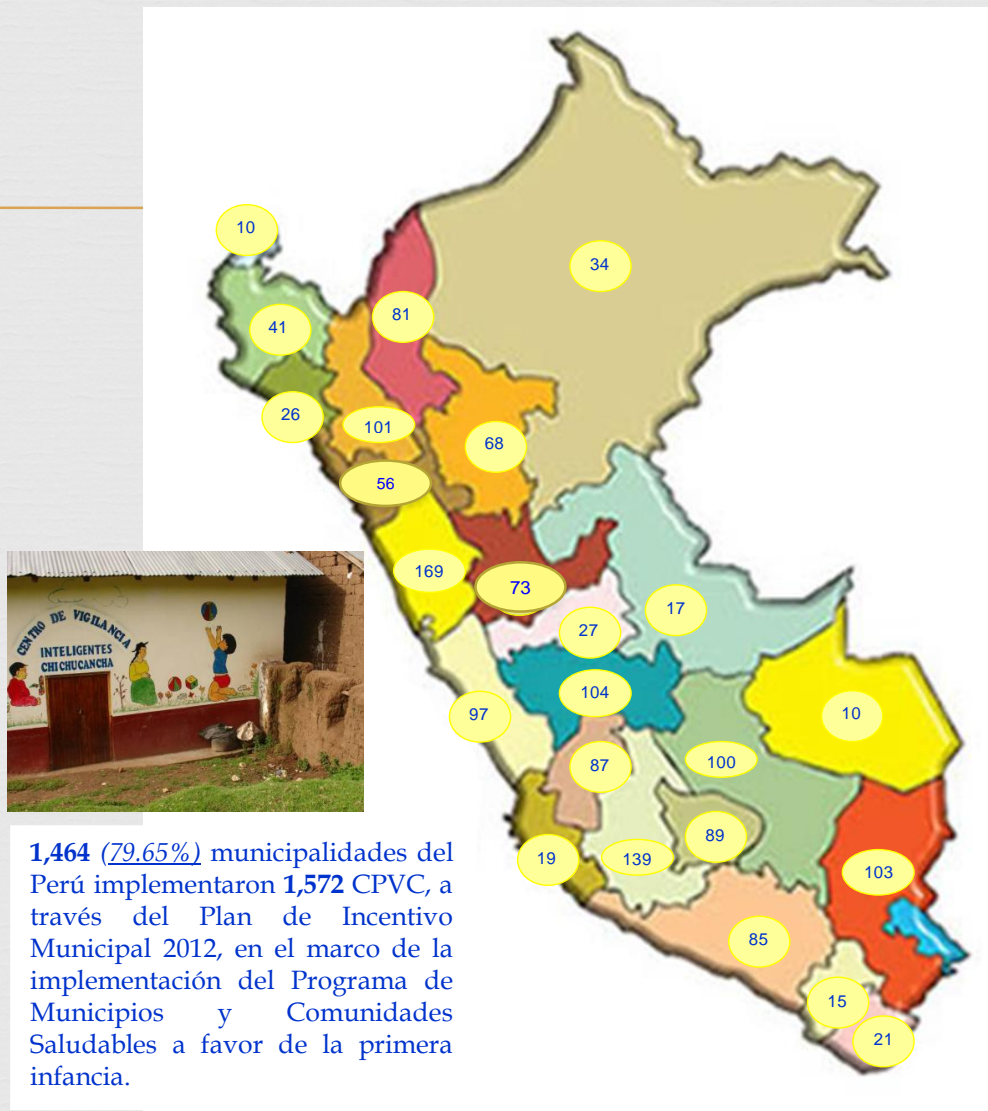 10
34
81
41
26
101
68
56
169
73
17
27
104
97
10
87
100
89
19
139
103
85
15
21
CENTRO DE VIGILANCIA
INTELIGENTES
CHICHUCANCHA
1,464 (79.65%) municipalidades del
Perú implementaron 1,572 CPVC, a
través del Plan de Incentivo
Municipal 2012, en el marco de la
implementación del Programa de
Municipios y Comunidades
Saludables a favor de la primera
infancia.